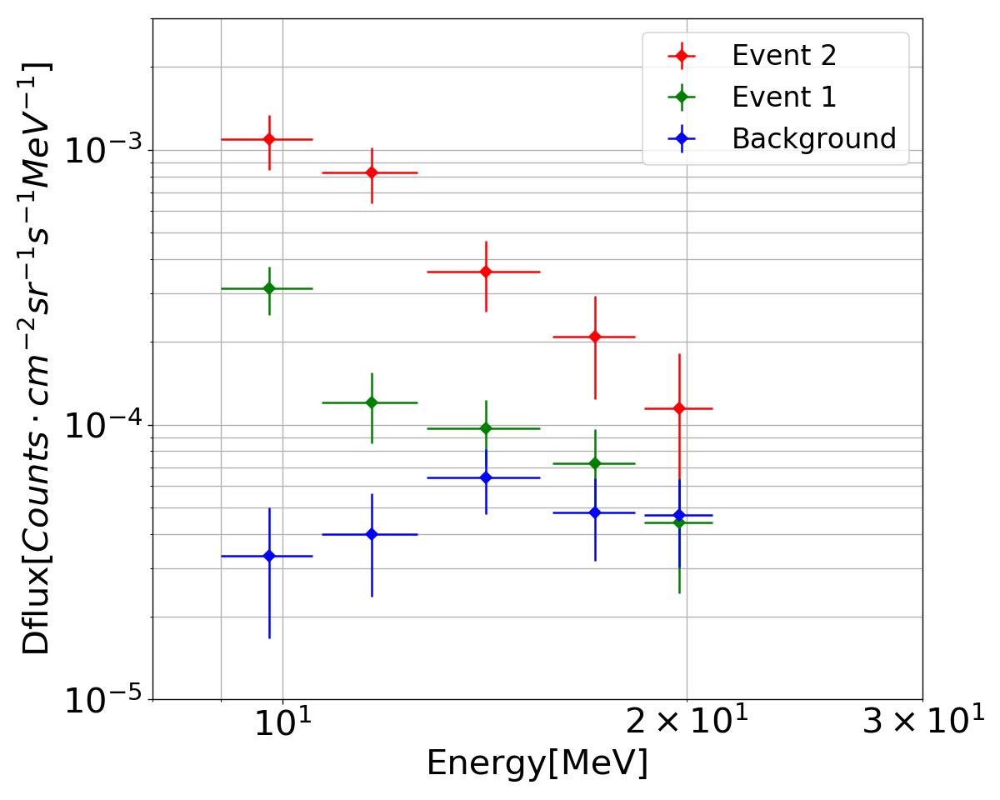 Dflux[Counts · cm⁻²sr⁻¹s⁻¹MeV⁻¹]
10⁻³
10⁻⁴
10⁻⁵
Event 2
Event 1
Background
10¹
2 × 10¹
3 × 10¹
Energy[MeV]